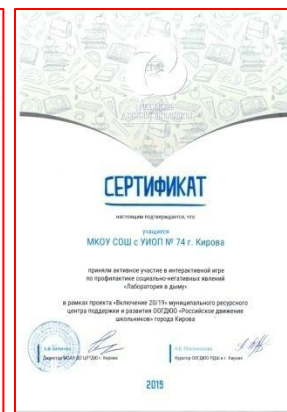 СЕРТИФИКАТ
настоящим подтверждается, что
учащиеся
МКОУ СОШ с УИОП № 74 г. Кирова
приняли активное участие в интерактивной игре
по профилактике социально-негативных явлений
«Лаборатория в дыму»
в рамках проекта «Включение 20/19» муниципального ресурсного
центра поддержки и развития ООГДЮО «Российское движение
школьников» города Кирова
2019